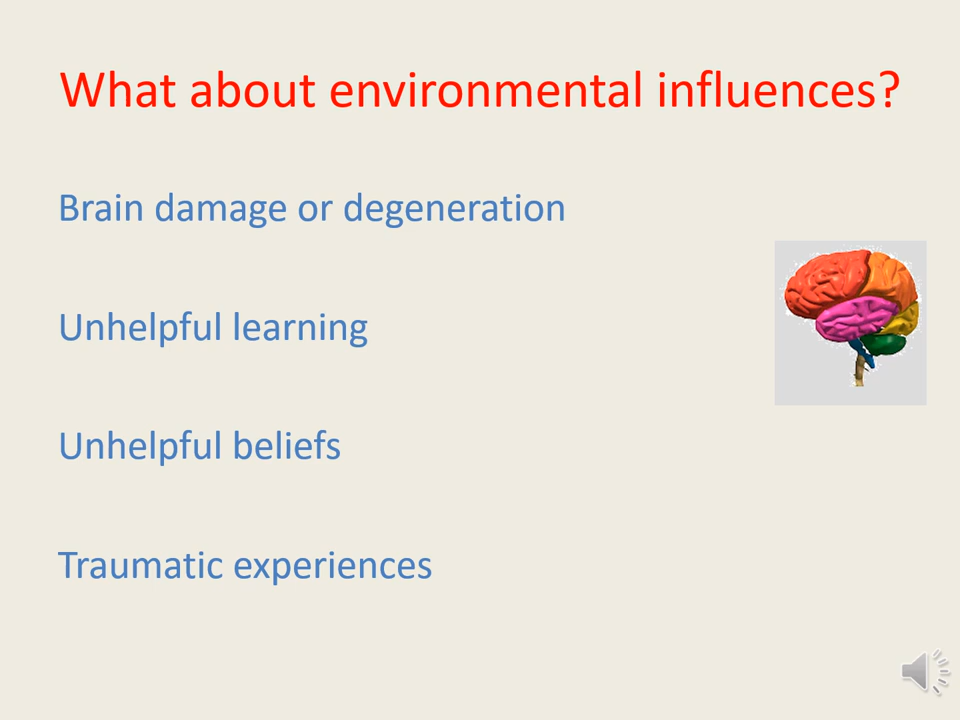 What about environmental influences?
Brain damage or degeneration
Unhelpful learning
Unhelpful beliefs
Traumatic experiences